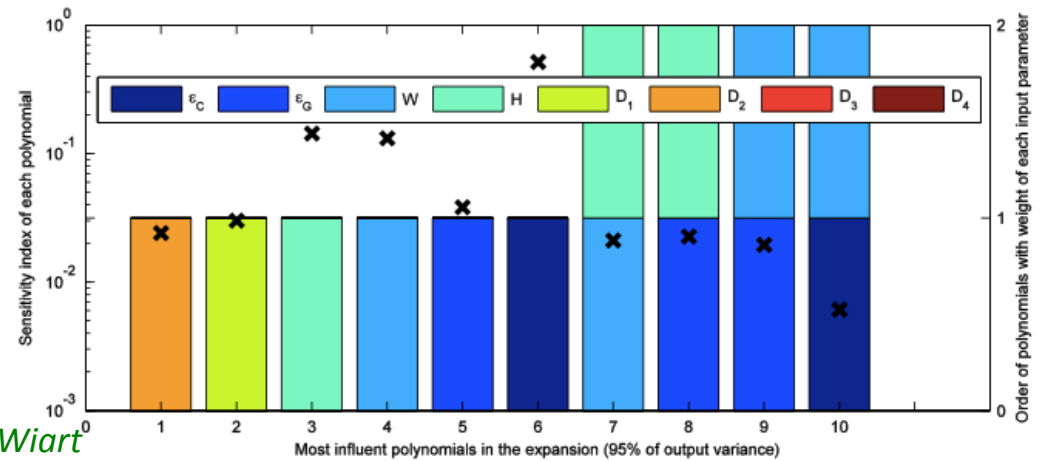 10^0
2
ε_C ε_G W H D_1 D_2 D_3 D_4
Sensitivity index of each polynomial
10^-1
1
10^-2
10^-3
0
Order of polynomials with weight of each input parameter
0 1 2 3 4 5 6 7 8 9 10
Most influent polynomials in the expansion (95% of output variance)
Wiart